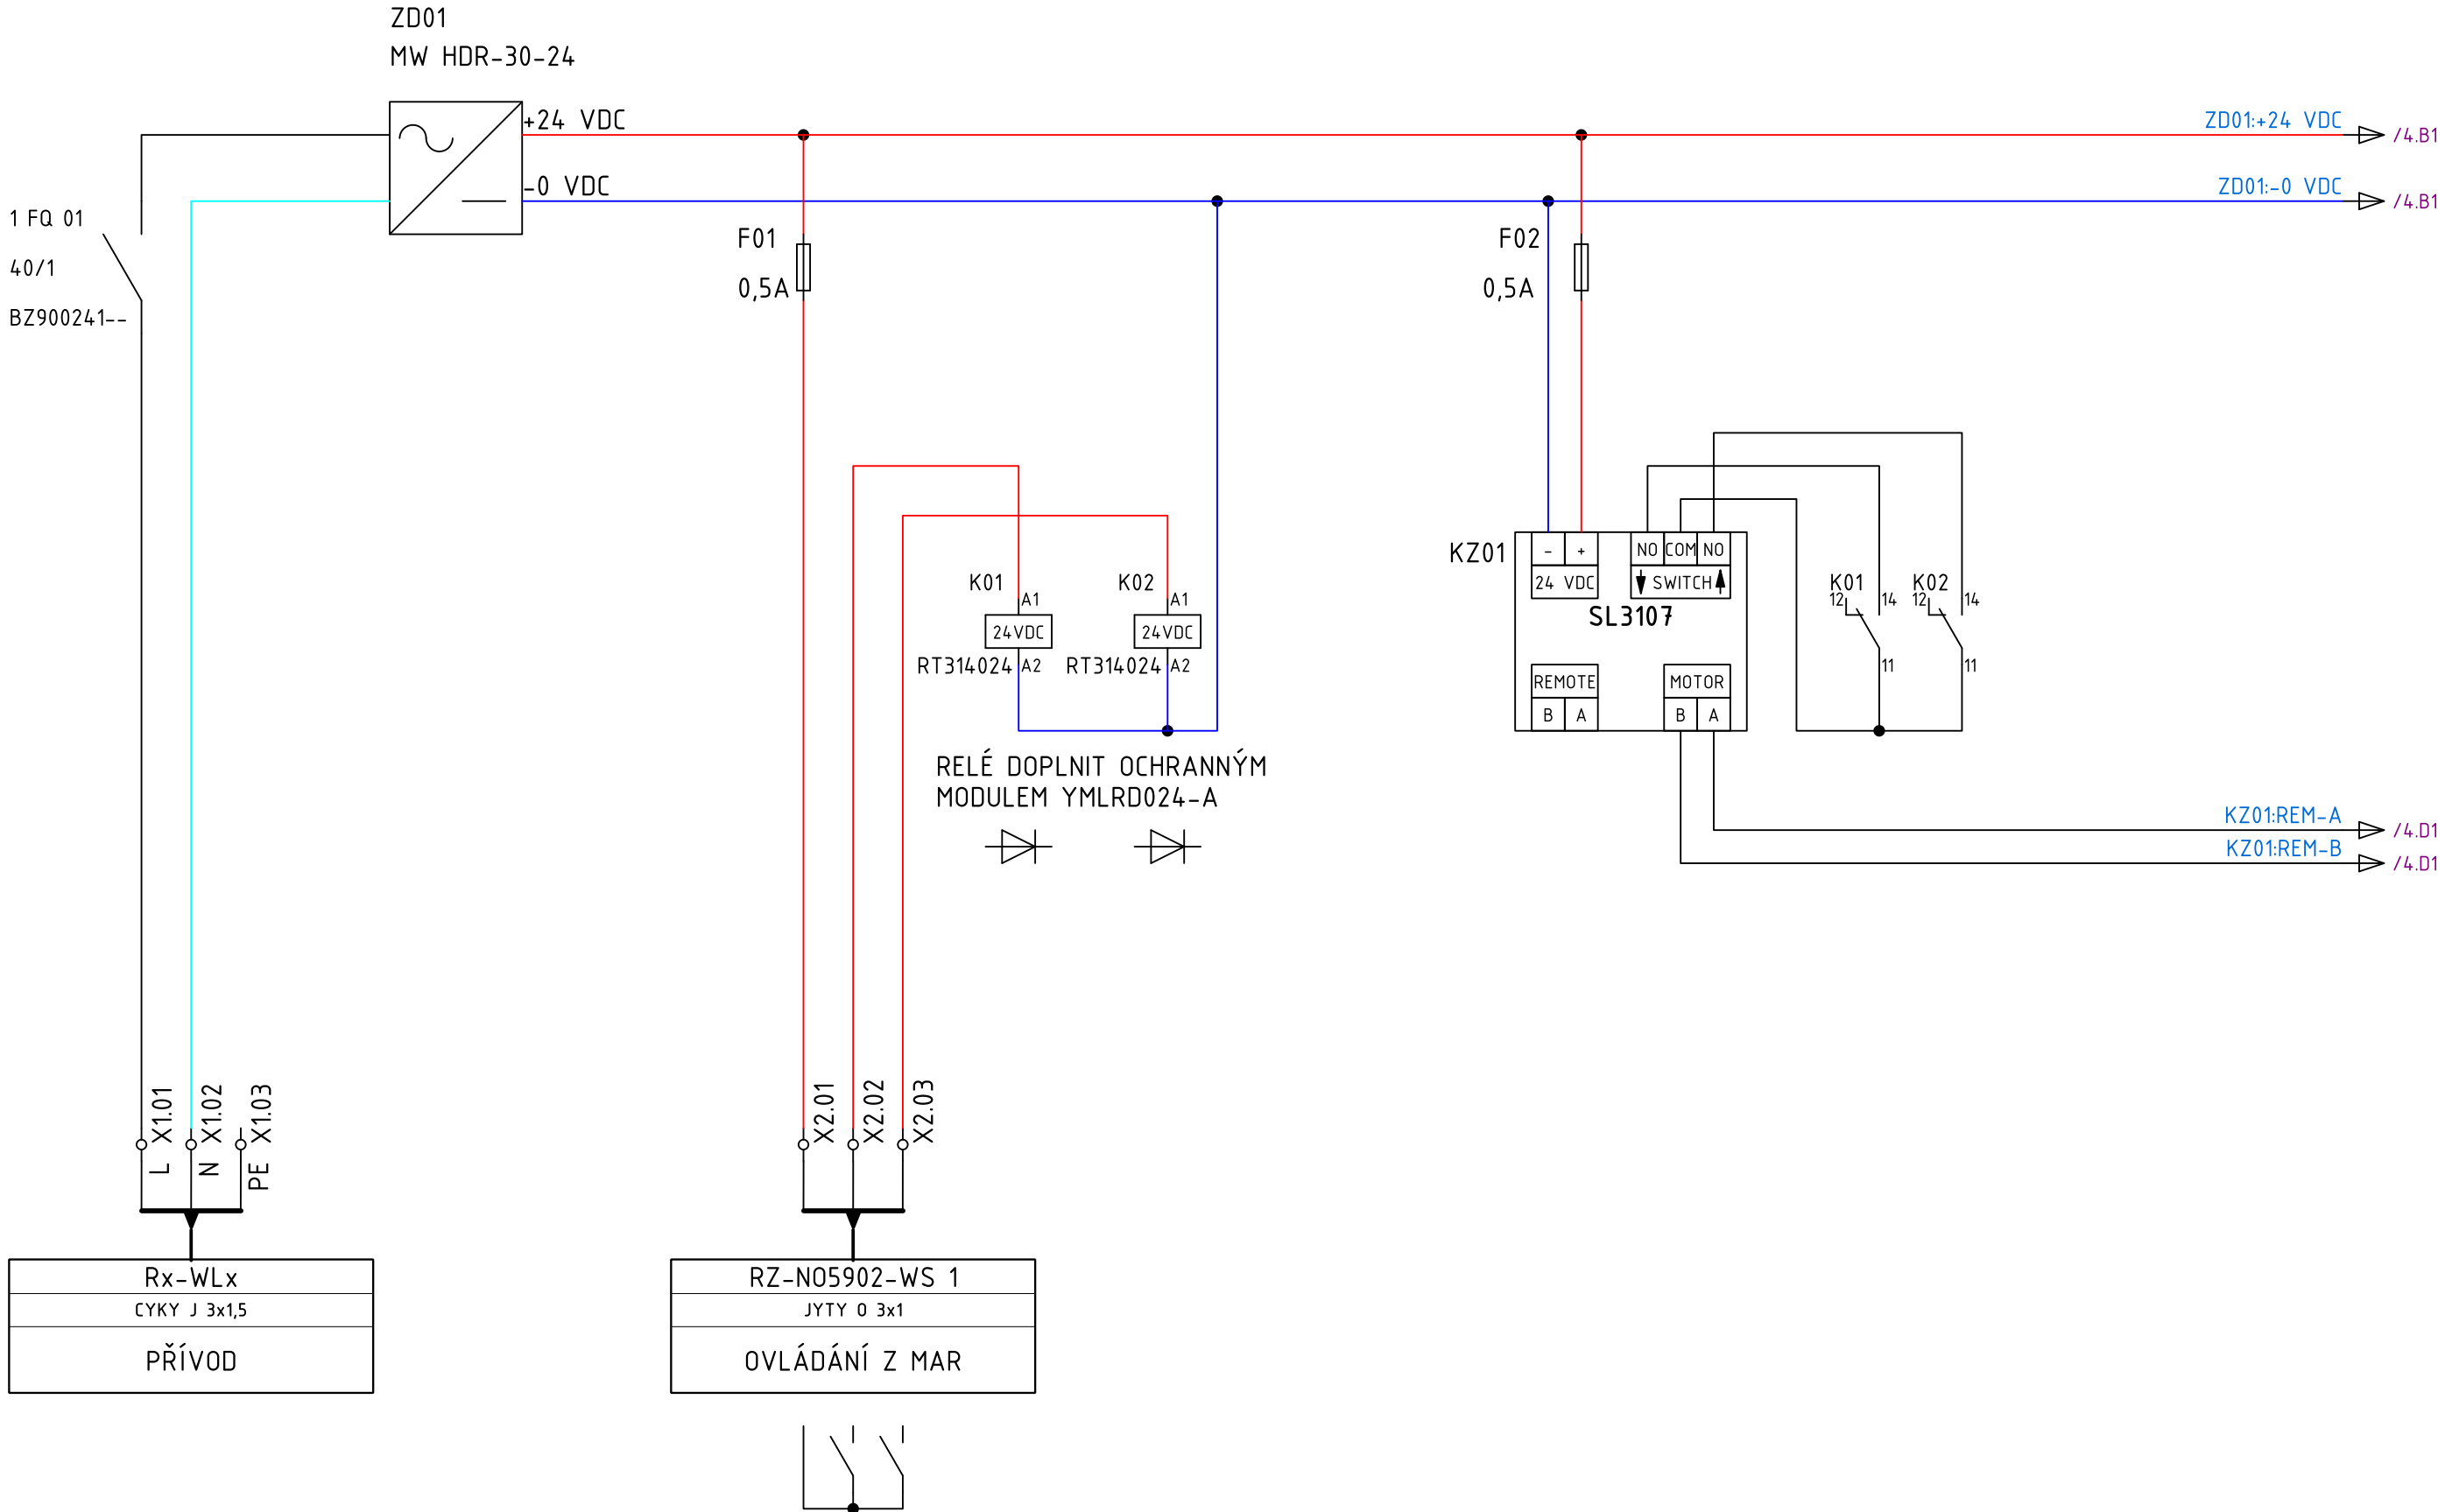 ZD01
MW HDR-30-24
+24 VDC
-0 VDC
ZD01:+24 VDC
/4.B1
ZD01:-0 VDC
/4.B1
1 FQ 01
40/1
BZ900241--
F01
0,5A
F02
0,5A
K01
A1
24VDC
RT314024
A2
K02
A1
24VDC
RT314024
A2
RELÉ DOPLNIT OCHRANNÝM
MODULEM YMLRD024-A
KZ01
- +
24 VDC
NO COM NO
SWITCH
SL3107
REMOTE
B A
MOTOR
B A
K01
12
14
11
K02
12
14
11
KZ01:REM-A
/4.D1
KZ01:REM-B
/4.D1
X1.01
X1.02
X1.03
L
N
PE
X2.01
X2.02
X2.03
Rx-WLx
CYKY J 3x1,5
PŘÍVOD
RZ-NO5902-WS 1
JYTY O 3x1
OVLÁDÁNÍ Z MAR